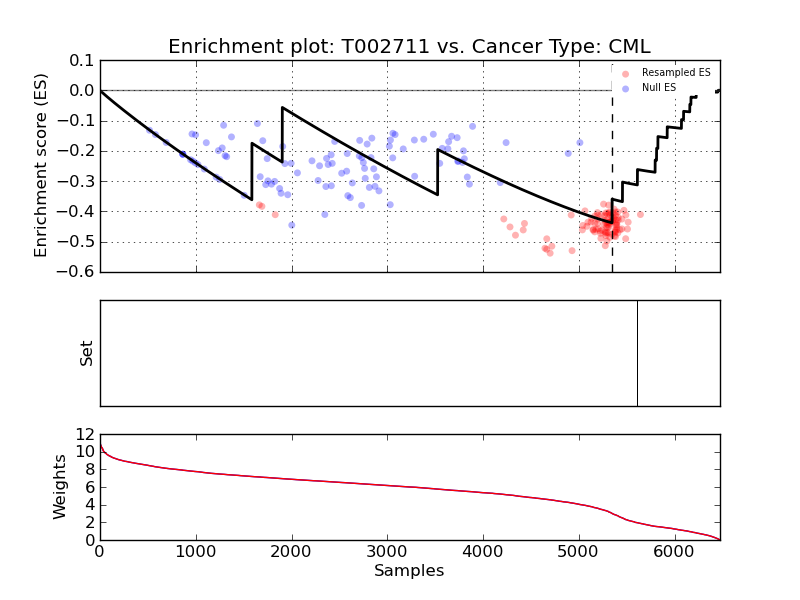 Enrichment plot: T002711 vs. Cancer Type: CML
0.1
0.0
−0.1
−0.2
−0.3
−0.4
−0.5
−0.6
Enrichment score (ES)
Resampled ES
Null ES
Set
12
10
8
6
4
2
0
Weights
0 1000 2000 3000 4000 5000 6000
Samples